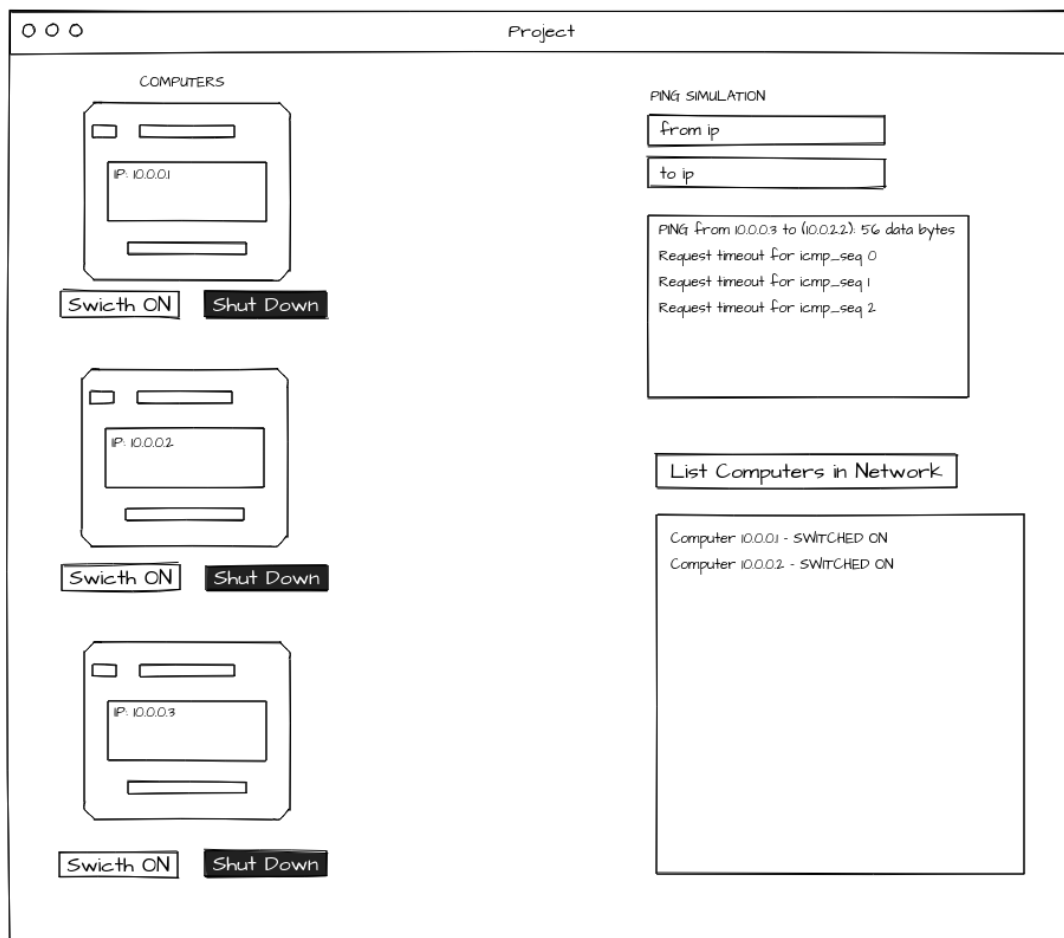 Project
COMPUTERS
IP: 10.0.0.1
Swicth ON
Shut Down
IP: 10.0.0.2
Swicth ON
Shut Down
IP: 10.0.0.3
Swicth ON
Shut Down
PING SIMULATION
from ip
to ip
PING from 10.0.0.3 to (10.0.2.2): 56 data bytes
Request timeout for icmp_seq 0
Request timeout for icmp_seq 1
Request timeout for icmp_seq 2
List Computers in Network
Computer 10.0.0.1 - SWITCHED ON
Computer 10.0.0.2 - SWITCHED ON